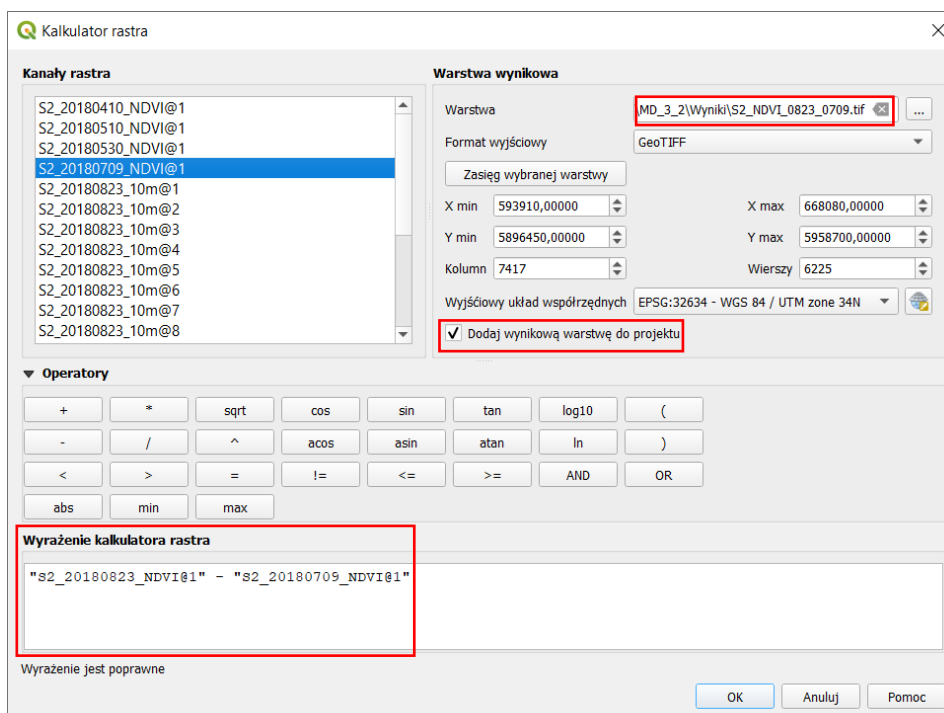 Kalkulator rastra
Kanały rastra
S2_20180410_NDVI@1
S2_20180510_NDVI@1
S2_20180530_NDVI@1
S2_20180709_NDVI@1
S2_20180823_10m@1
S2_20180823_10m@2
S2_20180823_10m@3
S2_20180823_10m@4
S2_20180823_10m@5
S2_20180823_10m@6
S2_20180823_10m@7
S2_20180823_10m@8
Warstwa wynikowa
Warstwa \MD_3_2\Wyniki\S2_NDVI_0823_0709.tif ...
Format wyjściowy GeoTIFF
Zasięg wybranej warstwy
X min 593910,00000 X max 668080,00000
Y min 5896450,00000 Y max 5958700,00000
Kolumn 7417 Wierszy 6225
Wyjściowy układ współrzędnych EPSG:32634 - WGS 84 / UTM zone 34N
Dodaj wynikową warstwę do projektu
Operatory
+ * sqrt cos sin tan log10 (
- / ^ acos asin atan ln )
< > = != <= >= AND OR
abs min max
Wyrażenie kalkulatora rastra
"S2_20180823_NDVI@1" - "S2_20180709_NDVI@1"
Wyrażenie jest poprawne
OK Anuluj Pomoc